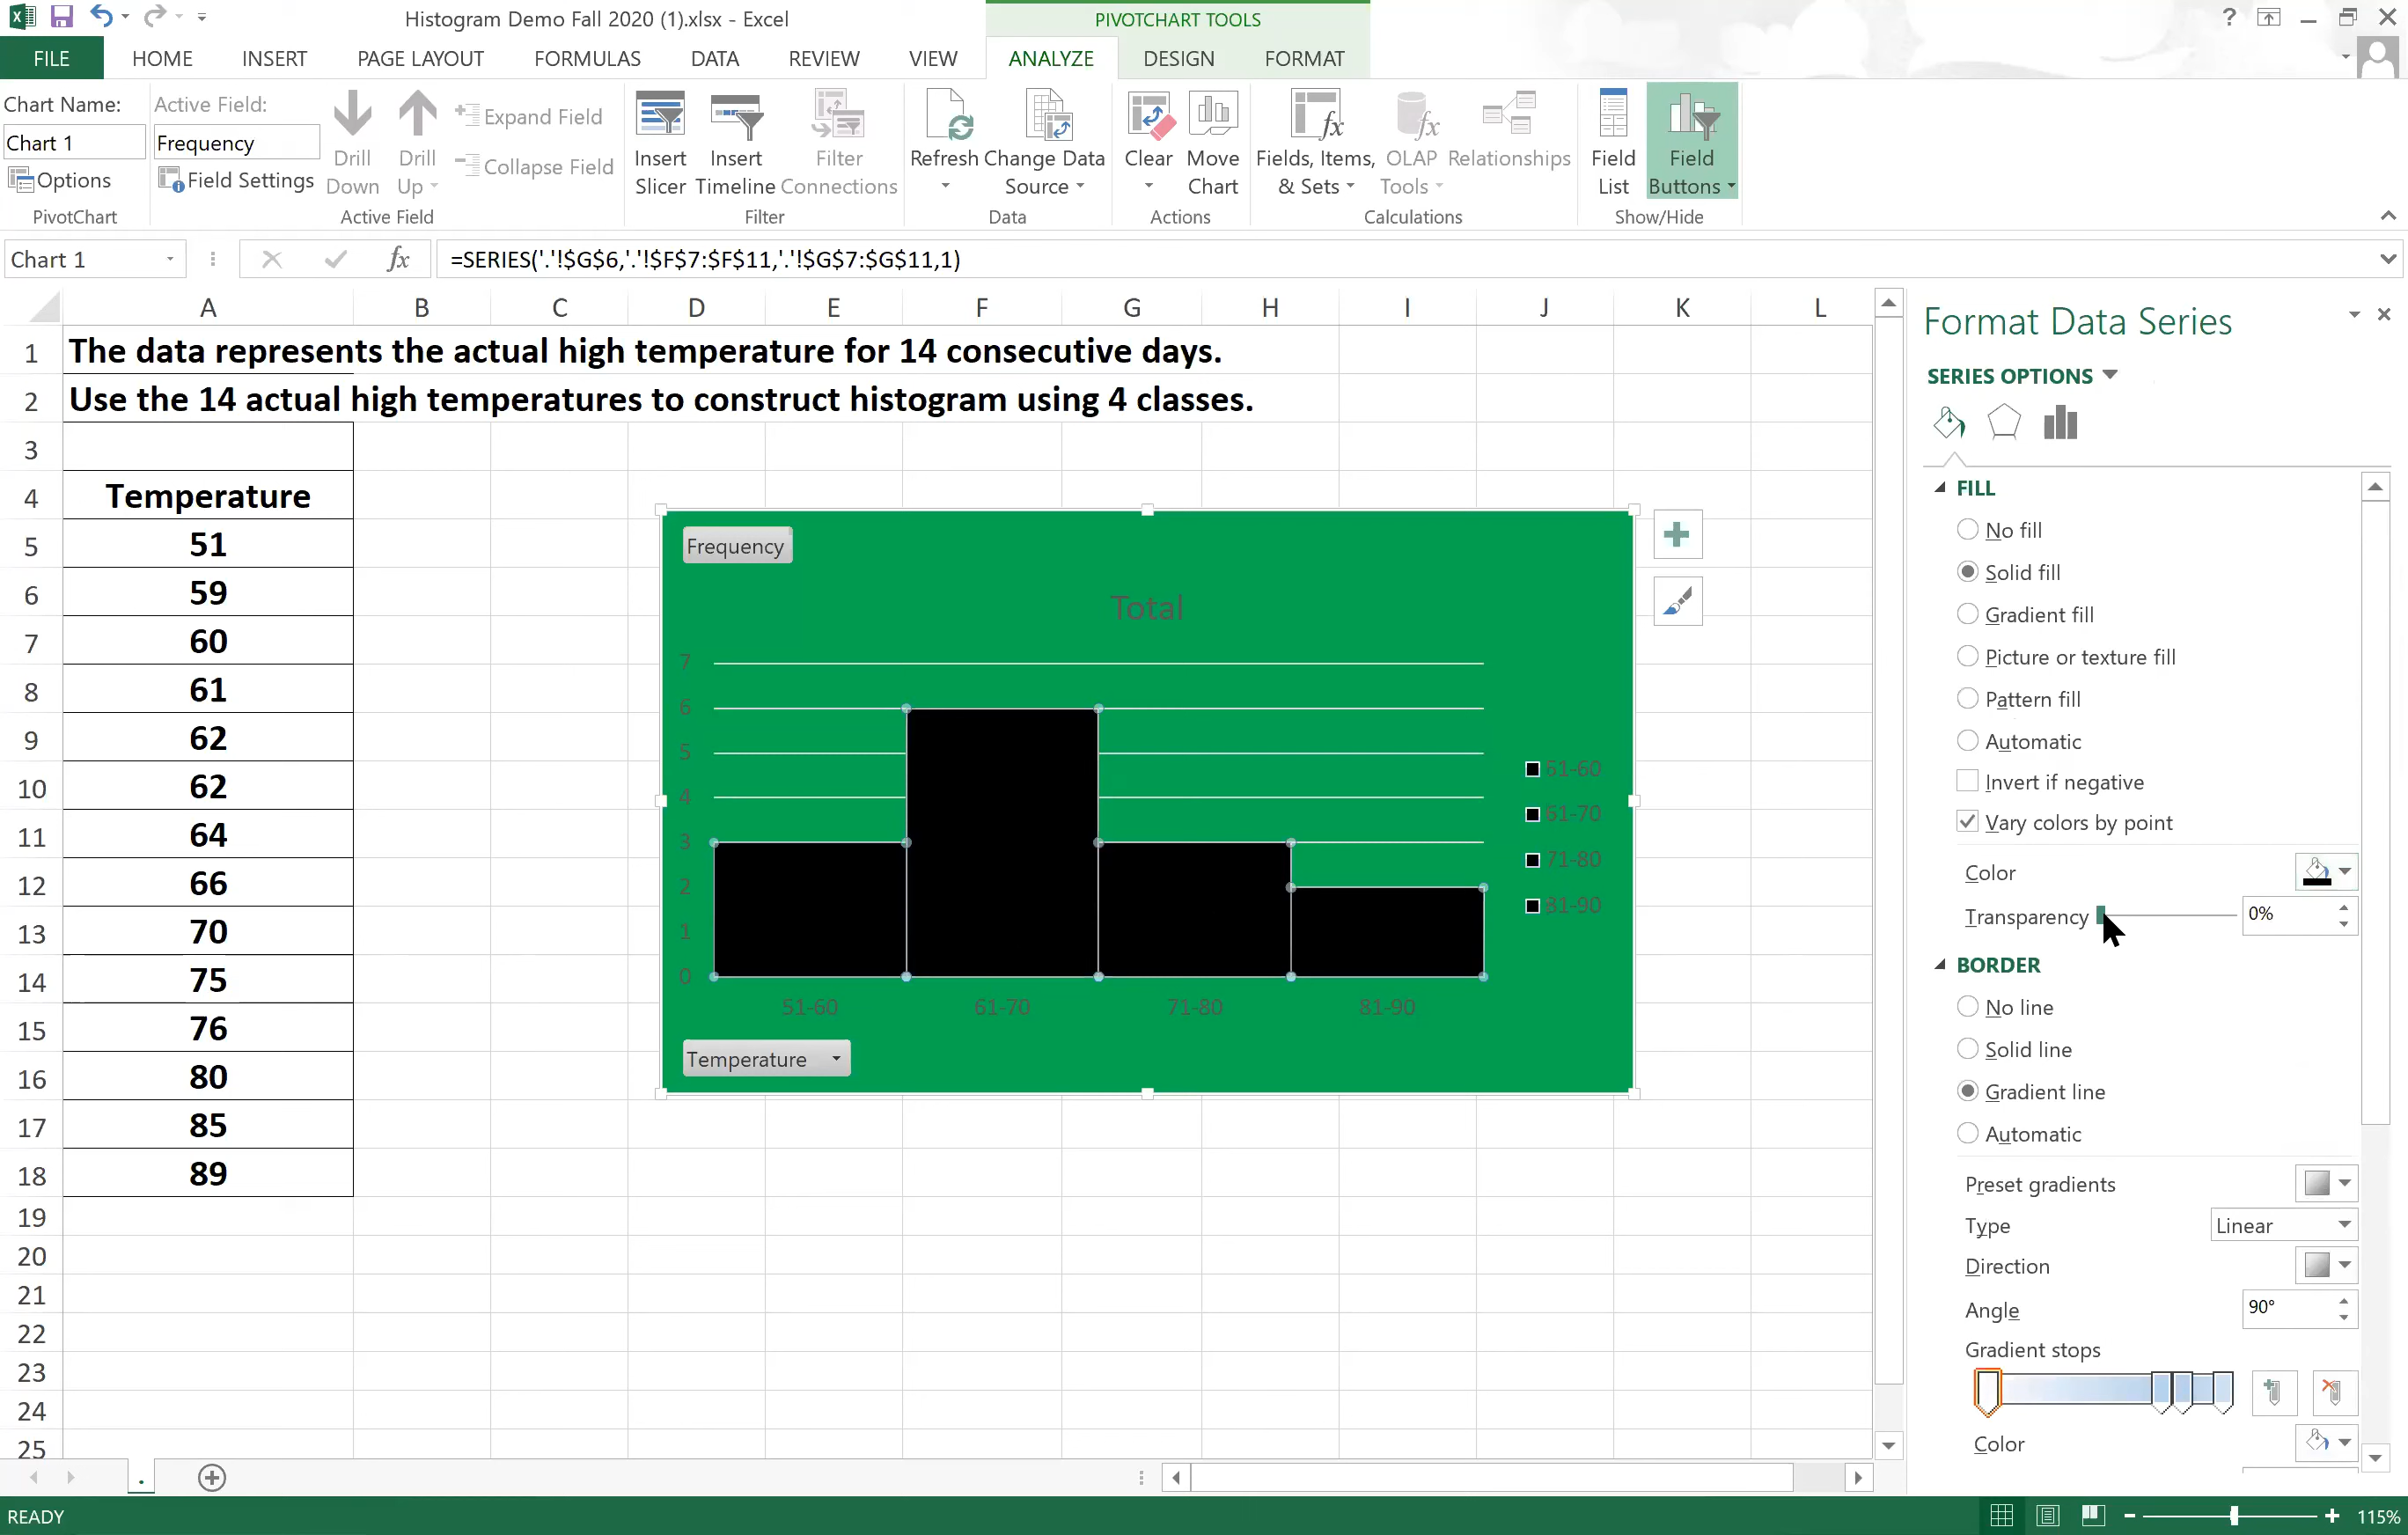 Histogram Demo Fall 2020 (1).xlsx - Excel
PIVOTCHART TOOLS
?
FILE HOME INSERT PAGE LAYOUT FORMULAS DATA REVIEW VIEW ANALYZE DESIGN FORMAT
Chart Name:
Chart 1
Options
PivotChart
Active Field:
Frequency
Field Settings
Drill Down
Drill Up
Expand Field
Collapse Field
Active Field
Insert Slicer
Insert Timeline
Filter Connections
Filter
Refresh
Change Data Source
Data
Clear
Move Chart
Actions
Fields, Items, & Sets
OLAP Tools
Relationships
Calculations
Field List
Field Buttons
Show/Hide
Chart 1
fx
=SERIES('.'!$G$6,'.'!$F$7:$F$11,'.'!$G$7:$G$11,1)
A B C D E F G H I J K L
1 The data represents the actual high temperature for 14 consecutive days.
2 Use the 14 actual high temperatures to construct histogram using 4 classes.
3
4 Temperature
5 51
6 59
7 60
8 61
9 62
10 62
11 64
12 66
13 70
14 75
15 76
16 80
17 85
18 89
19
20
21
22
23
24
25
Frequency
Total
7
6
5
4
3
2
1
0
51-60 61-70 71-80 81-90
51-60
61-70
71-80
81-90
Temperature
Format Data Series
SERIES OPTIONS
FILL
No fill
Solid fill
Gradient fill
Picture or texture fill
Pattern fill
Automatic
Invert if negative
Vary colors by point
Color
Transparency 0%
BORDER
No line
Solid line
Gradient line
Automatic
Preset gradients
Type Linear
Direction
Angle 90°
Gradient stops
Color
.
READY
115%